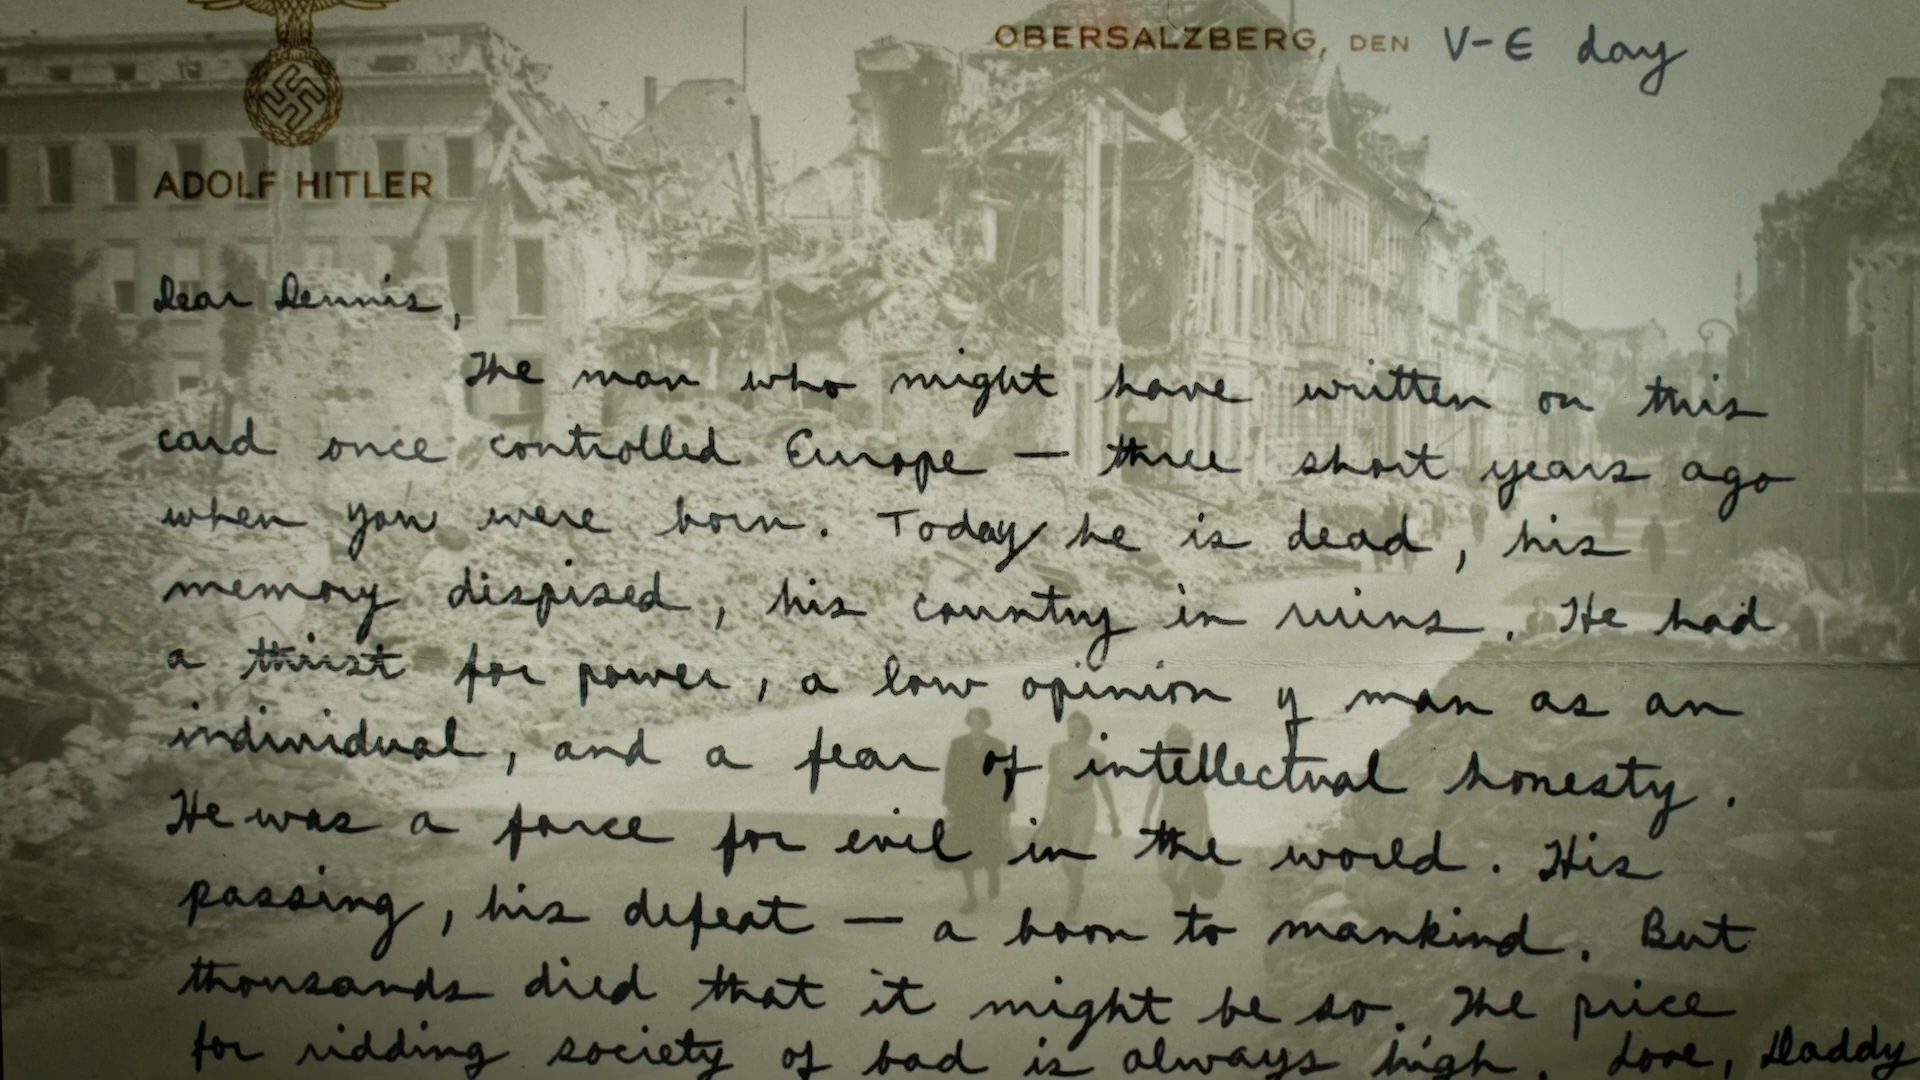 OBERSALZBERG, DEN V-E day
ADOLF HITLER
Dear Dennis,
The man who might have written on this
card once controlled Europe — three short years ago
when you were born. Today he is dead, his
memory dispised, his country in ruins. He had
a thirst for power, a low opinion of man as an
individual, and a fear of intellectual honesty.
He was a force for evil in the world. His
passing, his defeat — a boon to mankind. But
thousands died that it might be so. The price
for ridding society of bad is always high. Love, Daddy